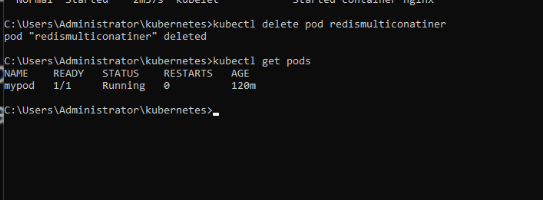 Normal  Started    2m57s  kubelet            Started container nginx
C:\Users\Administrator\kubernetes>kubectl delete pod redismulticonatiner
pod "redismulticonatiner" deleted
C:\Users\Administrator\kubernetes>kubectl get pods
NAME    READY   STATUS    RESTARTS   AGE
mypod   1/1     Running   0          120m
C:\Users\Administrator\kubernetes>